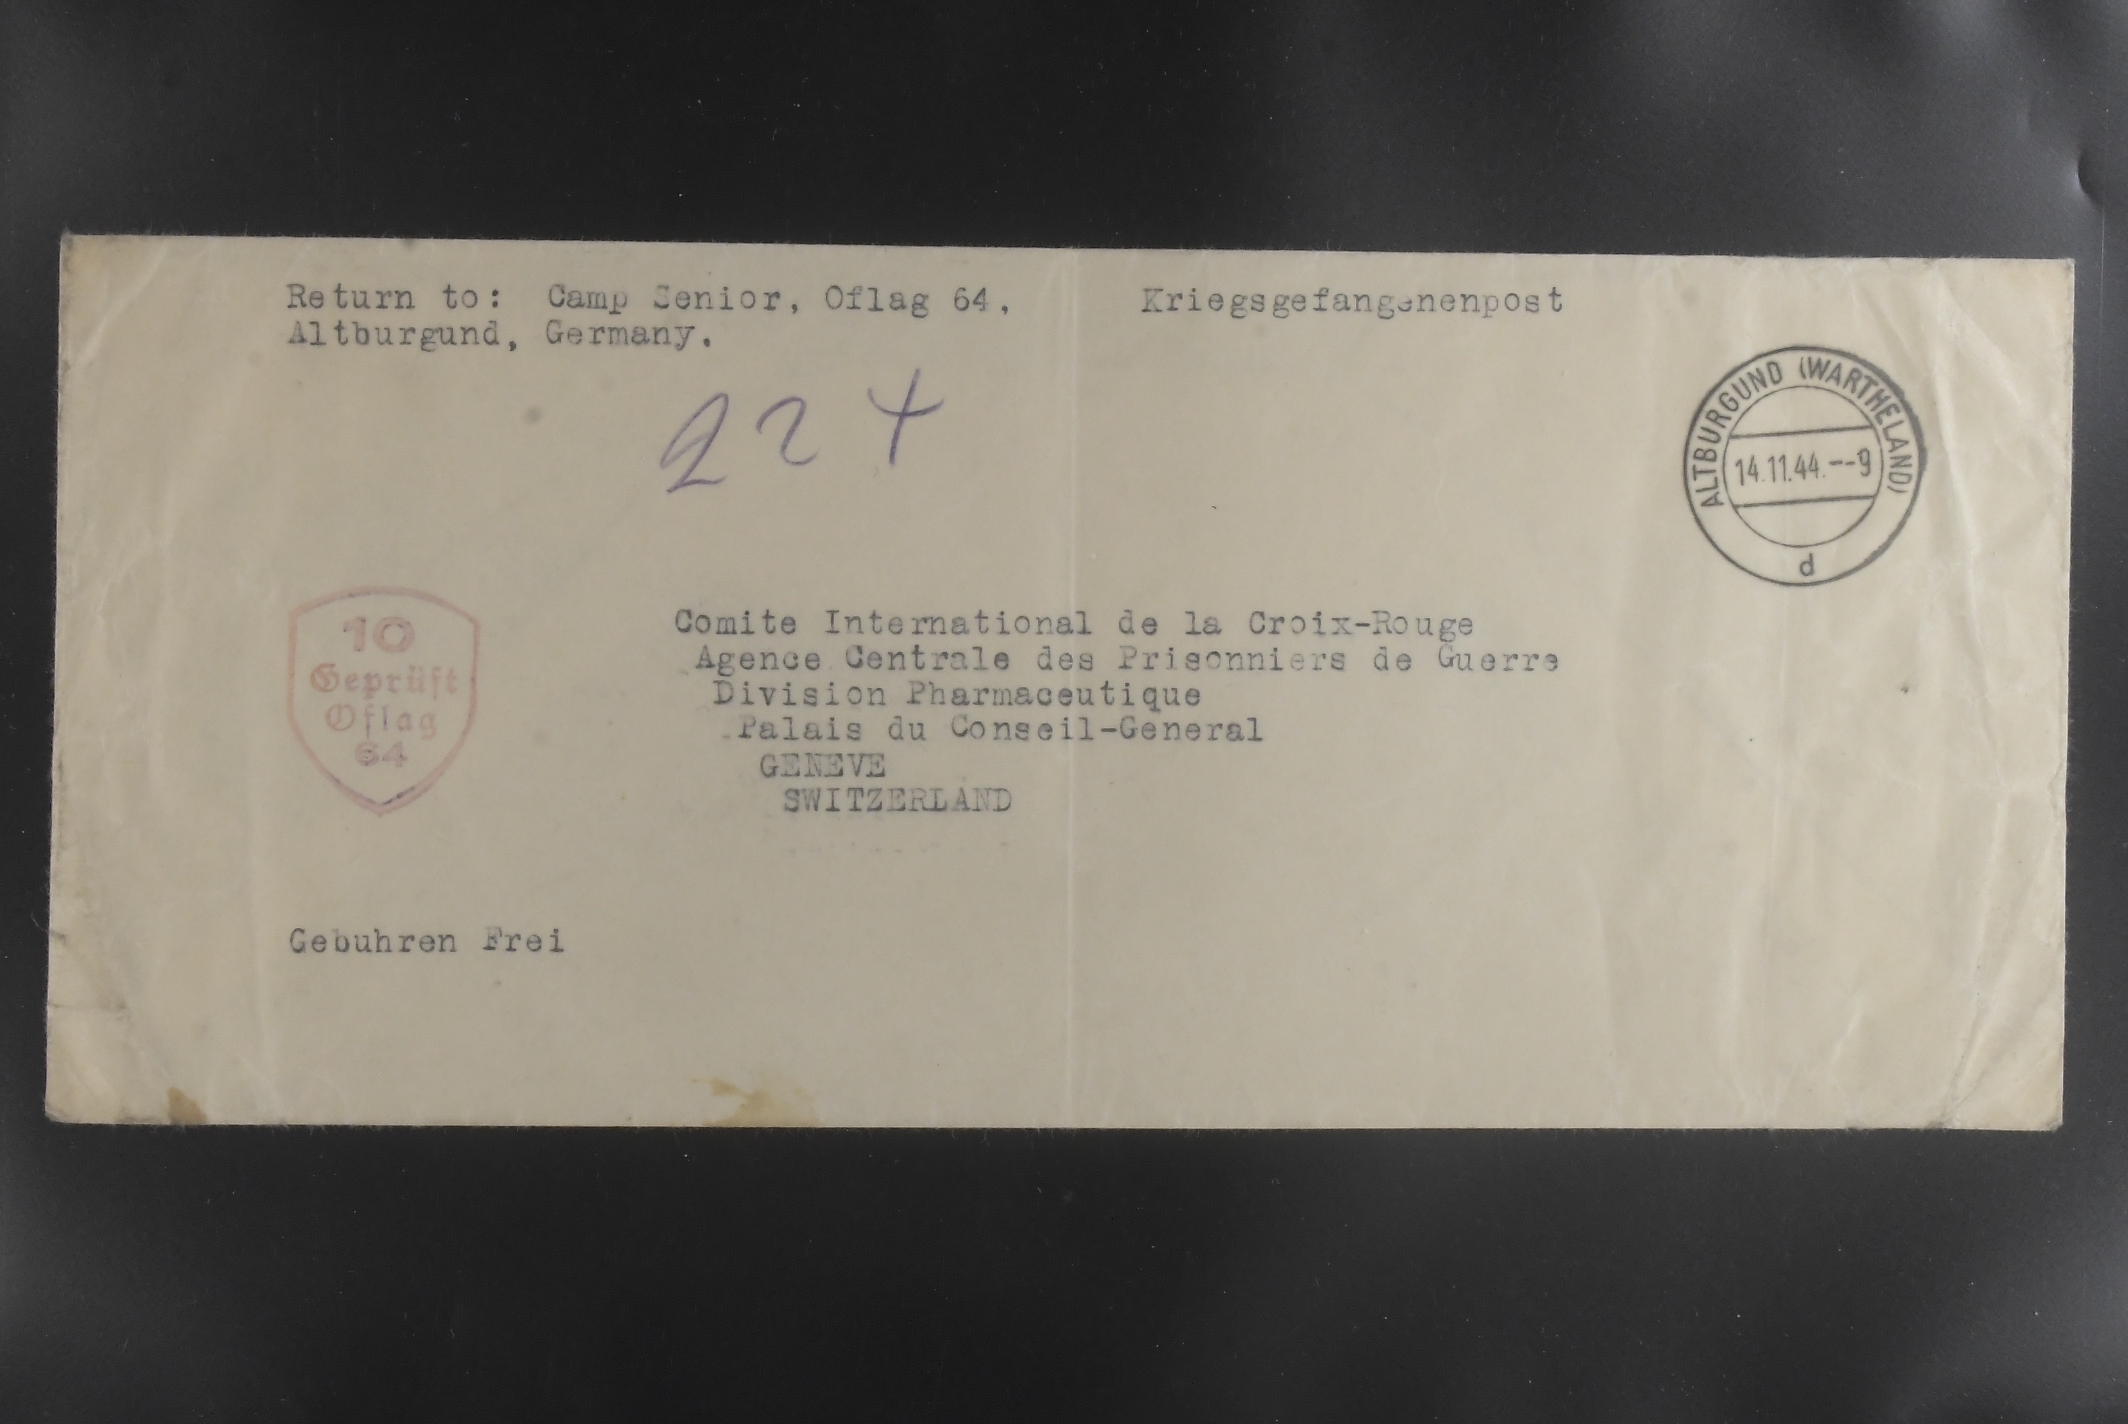 Return to: Camp Senior, Oflag 64,
Altburgund, Germany.
Kriegsgefangenenpost
224
ALTBURGUND (WARTHELAND)
14.11.44.--9
d
10
Geprüft
Oflag
64
Comite International de la Croix-Rouge
Agence Centrale des Prisonniers de Guerre
Division Pharmaceutique
Palais du Conseil-General
GENEVE
SWITZERLAND
Gebuhren Frei